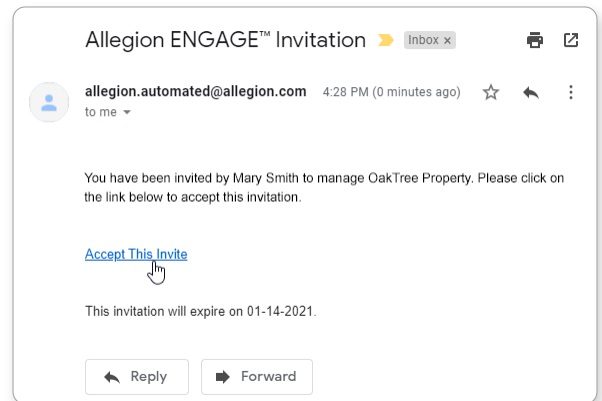 Allegion ENGAGE™ Invitation Inbox ×
allegion.automated@allegion.com 4:28 PM (0 minutes ago)
to me
You have been invited by Mary Smith to manage OakTree Property. Please click on
the link below to accept this invitation.
Accept This Invite
This invitation will expire on 01-14-2021.
Reply Forward